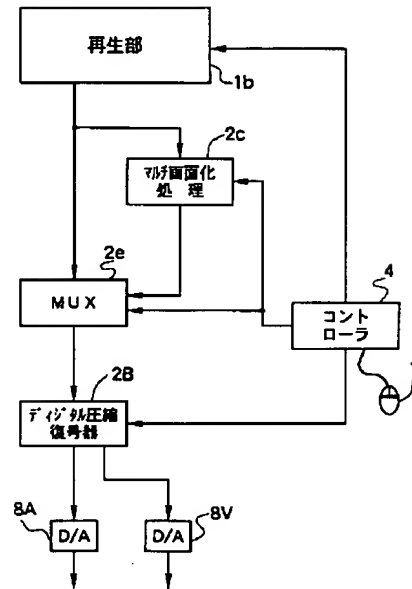 再生部
1b
2c
マルチ画面化
処理
2e
MUX
4
コント
ローラ
2B
ディジタル圧縮
復号器
8A
D/A
8V
D/A